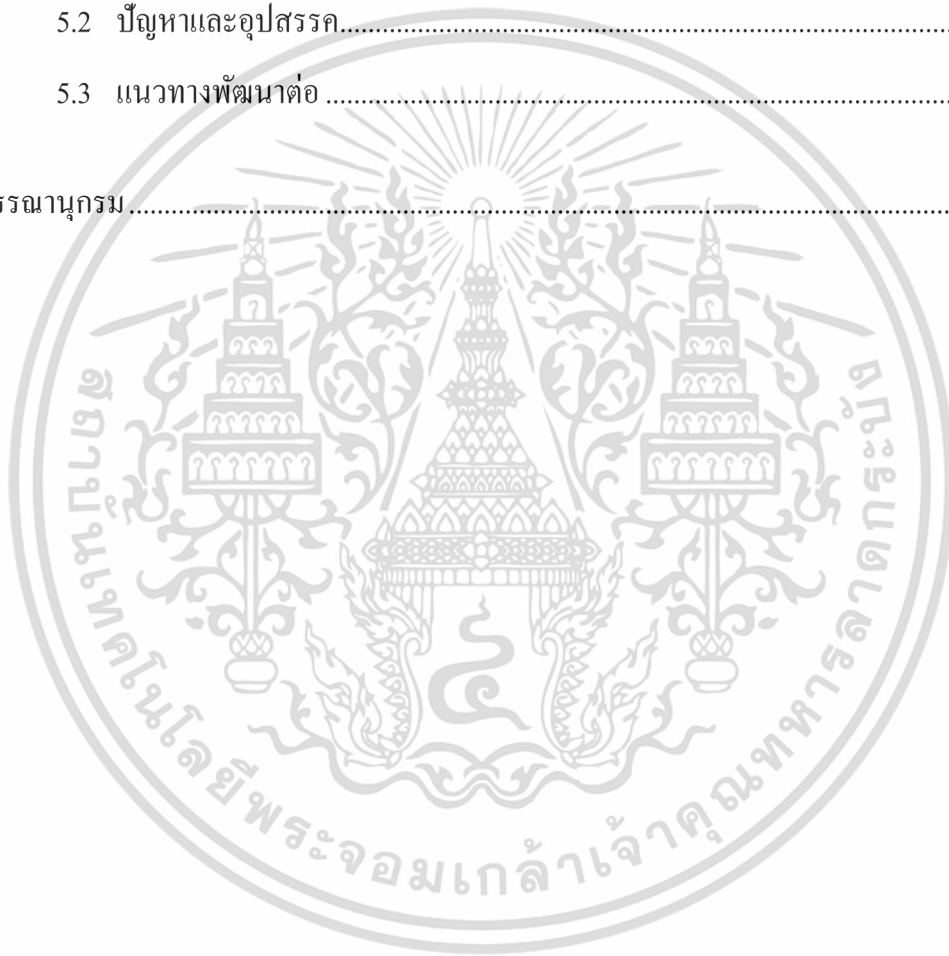 5.2 ปัญหาและอุปสรรค
5.3 แนวทางพัฒนาต่อ
รรณานุกรม
สถาบันเทคโนโลยีพระจอมเกล้าเจ้าคุณทหารลาดกระบัง
๔